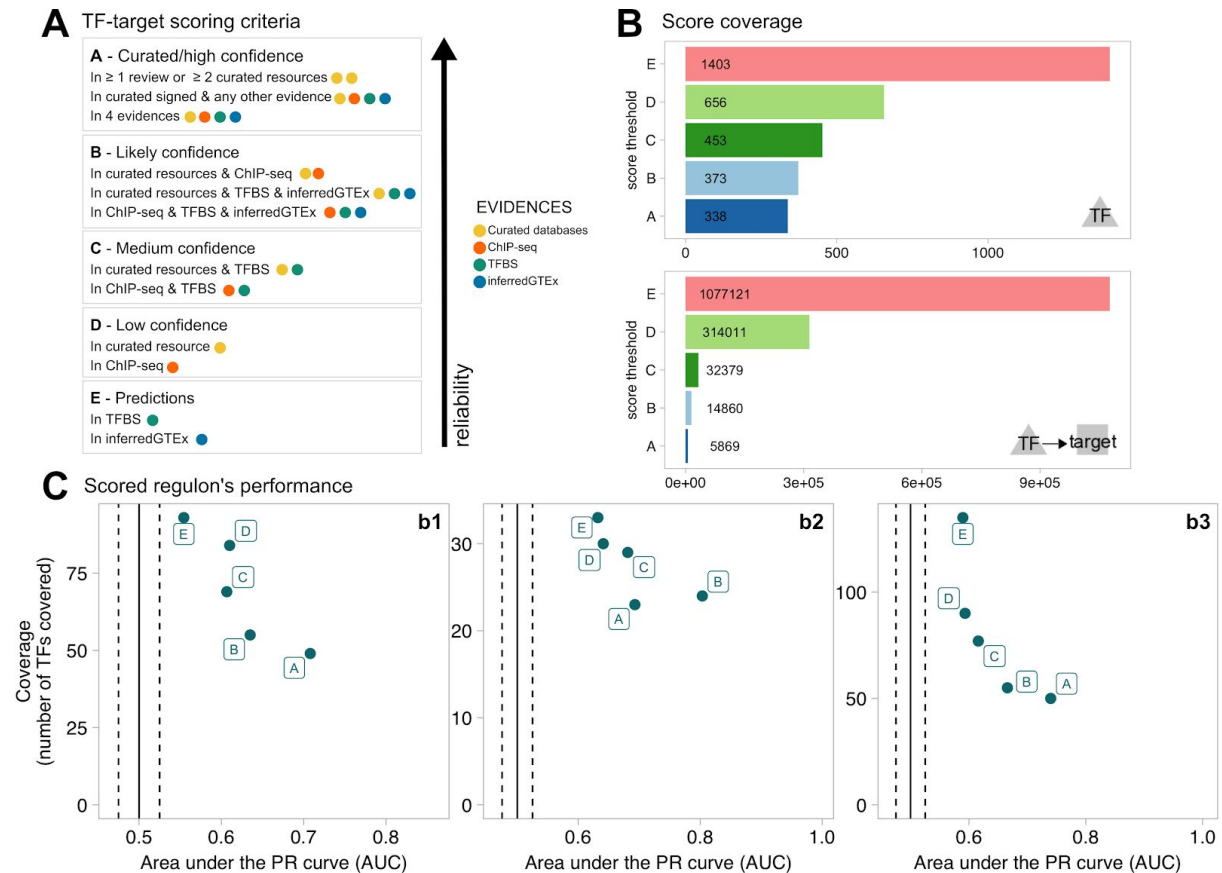 A TF-target scoring criteria
A - Curated/high confidence
In ≥ 1 review or ≥ 2 curated resources
In curated signed & any other evidence
In 4 evidences
B - Likely confidence
In curated resources & ChIP-seq
In curated resources & TFBS & inferredGTEx
In ChIP-seq & TFBS & inferredGTEx
C - Medium confidence
In curated resources & TFBS
In ChIP-seq & TFBS
D - Low confidence
In curated resource
In ChIP-seq
E - Predictions
In TFBS
In inferredGTEx
reliability
EVIDENCES
Curated databases
ChIP-seq
TFBS
inferredGTEx
B Score coverage
score threshold
E 1403
D 656
C 453
B 373
A 338
TF
0 500 1000
score threshold
E 1077121
D 314011
C 32379
B 14860
A 5869
TF target
0e+00 3e+05 6e+05 9e+05
C Scored regulon's performance
Coverage
(number of TFs covered)
b1
E
D
C
B
A
75
50
25
0
0.5 0.6 0.7 0.8
Area under the PR curve (AUC)
b2
E
D
C
B
A
30
20
10
0
0.6 0.8 1.0
Area under the PR curve (AUC)
b3
E
D
C
B
A
100
50
0
0.6 0.8 1.0
Area under the PR curve (AUC)